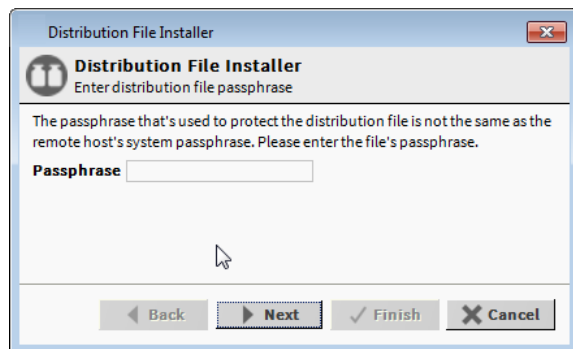 Distribution File Installer
Distribution File Installer
Enter distribution file passphrase
The passphrase that's used to protect the distribution file is not the same as the
remote host's system passphrase. Please enter the file's passphrase.
Passphrase
Back Next Finish Cancel